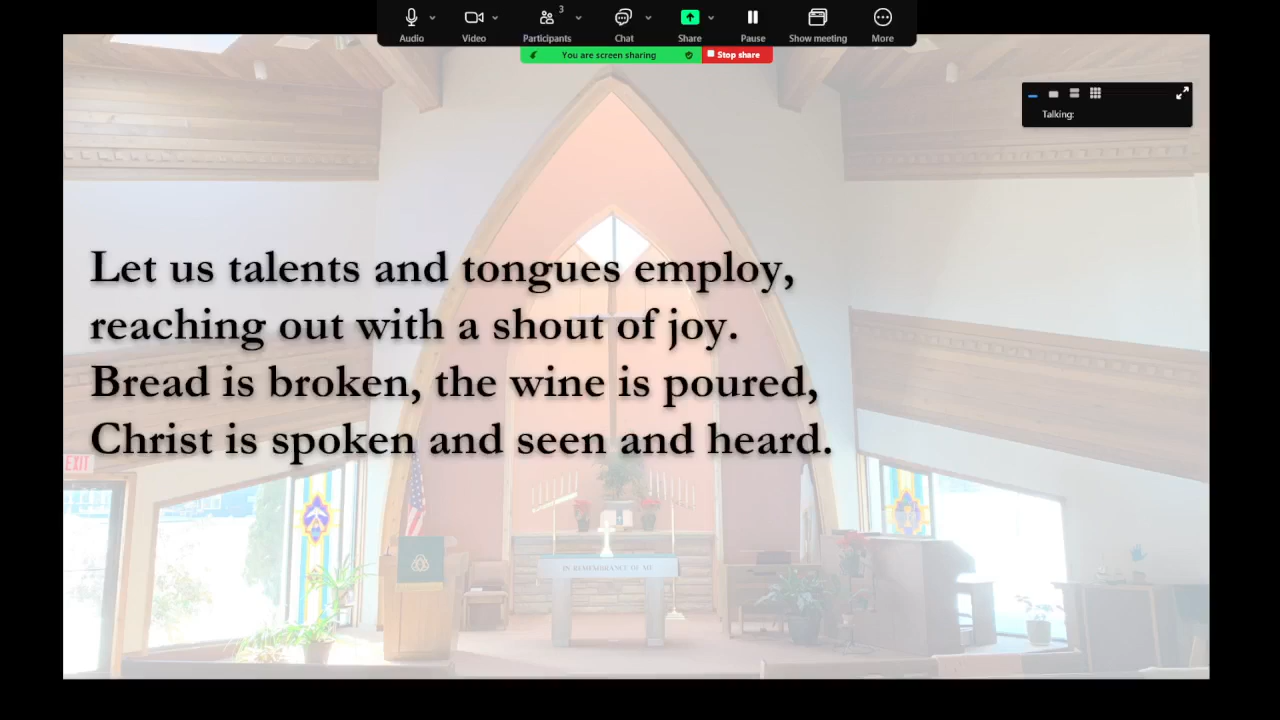 3
Audio
Video
Participants
Chat
Share
Pause
Show meeting
More
You are screen sharing
Stop share
Talking:
Let us talents and tongues employ,
reaching out with a shout of joy.
Bread is broken, the wine is poured,
Christ is spoken and seen and heard.
EXIT
IN REMEMBRANCE OF ME